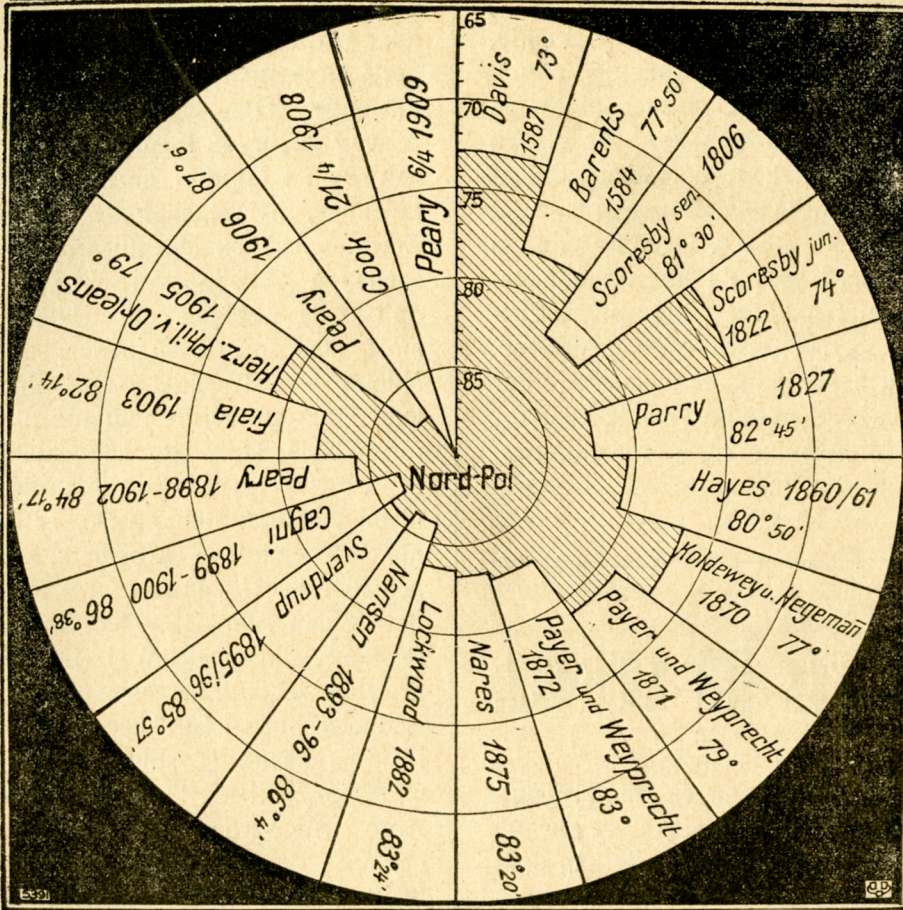 65
70
75
80
85
Nord-Pol
Davis 73°
1587
Barents 77°50'
1584
Scoresby sen. 1806
81° 30'
Scoresby jun.
1822 74°
1827
Parry 82°45'
Hayes 1860/61
80°50'
Koldewey u. Hegemañ
1870 77°
Payer und Weyprecht
1871 79°
Payer und Weyprecht
1872 83°
Nares 1875 83°20'
Lockwood 1882 83°24'
Nansen 1893-96 86°4'
Sverdrup 1895/96 85°57'
Cagni 1899-1900 86°38'
Peary 1898-1902 84°17'
Fiala 1903 82°14'
Herz. Phil. v. Orleans
1905 79°
Peary 1906 87°6'
Cook 21/4 1908
Peary 6/4 1909